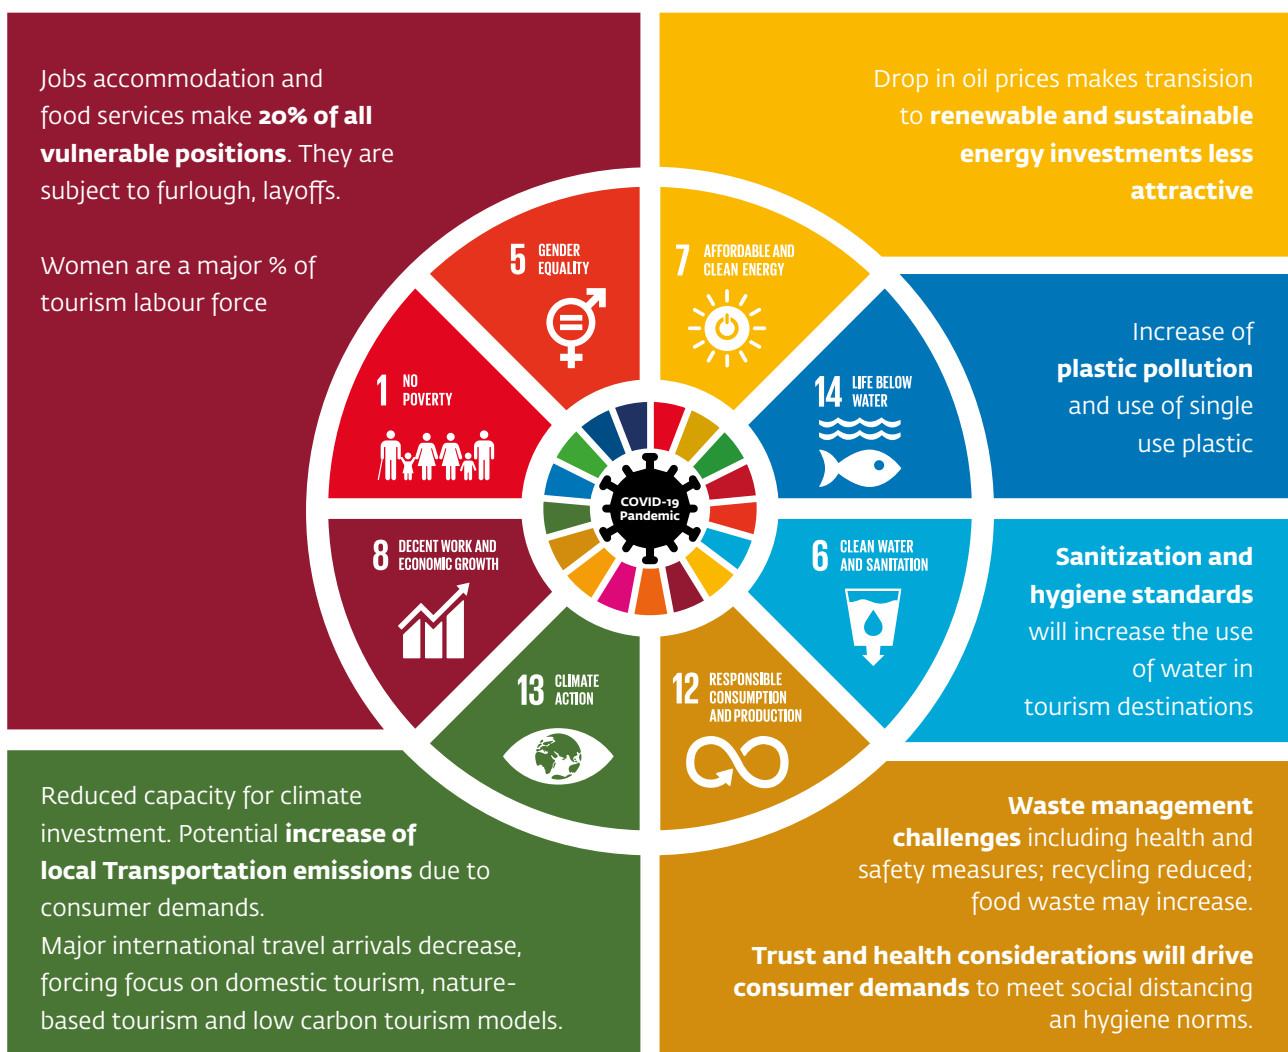 Jobs accommodation and
food services make 20% of all
vulnerable positions. They are
subject to furlough, layoffs.
Women are a major % of
tourism labour force
Drop in oil prices makes transision
to renewable and sustainable
energy investments less
attractive
5 GENDER
EQUALITY
7 AFFORDABLE AND
CLEAN ENERGY
1 NO
POVERTY
14 LIFE BELOW
WATER
Increase of
plastic pollution
and use of single
use plastic
COVID-19
Pandemic
8 DECENT WORK AND
ECONOMIC GROWTH
6 CLEAN WATER
AND SANITATION
Sanitization and
hygiene standards
will increase the use
of water in
tourism destinations
13 CLIMATE
ACTION
12 RESPONSIBLE
CONSUMPTION
AND PRODUCTION
Reduced capacity for climate
investment. Potential increase of
local Transportation emissions due to
consumer demands.
Major international travel arrivals decrease,
forcing focus on domestic tourism, nature-
based tourism and low carbon tourism models.
Waste management
challenges including health and
safety measures; recycling reduced;
food waste may increase.
Trust and health considerations will drive
consumer demands to meet social distancing
an hygiene norms.